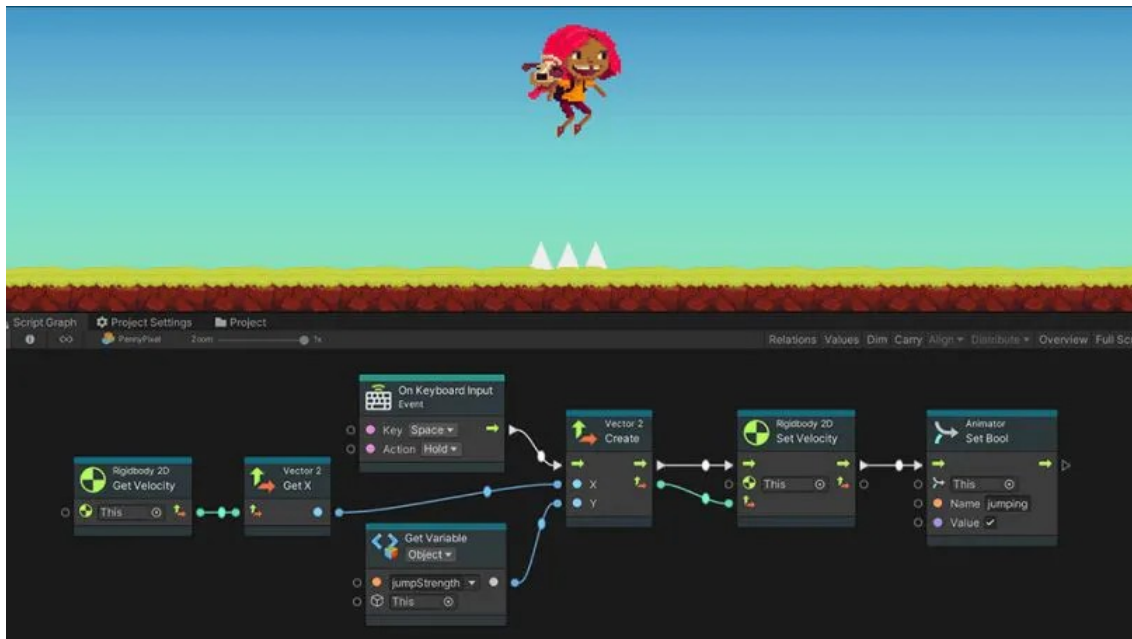 Script Graph
Project Settings
Project
PennyPixel
Zoom
1x
Relations
Values
Dim
Carry
Align
Distribute
Overview
Full Scr
On Keyboard Input
Event
Key Space
Action Hold
Rigidbody 2D
Get Velocity
This
Vector 2
Get X
Get Variable
Object
jumpStrength
This
Vector 2
Create
X
Y
Rigidbody 2D
Set Velocity
This
Animator
Set Bool
This
Name jumping
Value